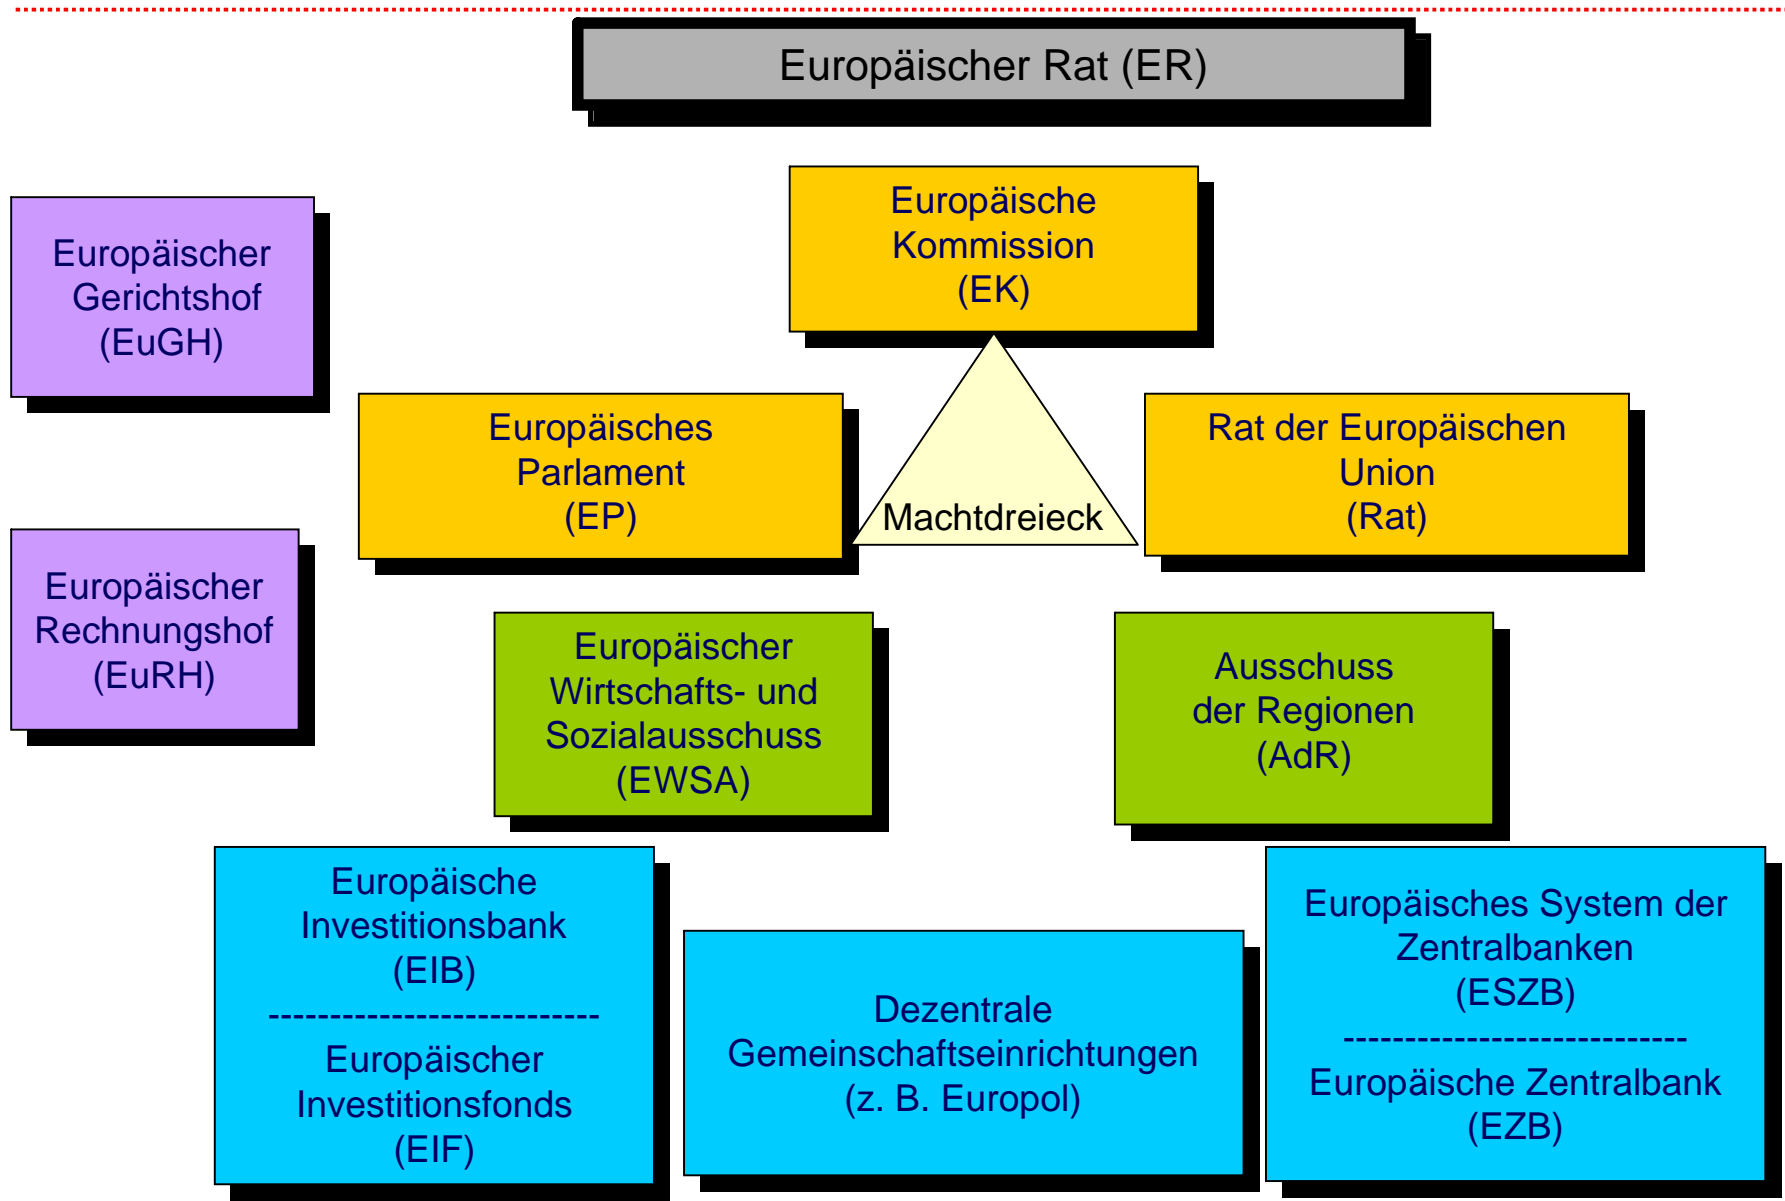 Europäischer Rat (ER)
Europäische
Kommission
(EK)
Europäischer
Gerichtshof
(EuGH)
Europäisches
Parlament
(EP)
Machtdreieck
Rat der Europäischen
Union
(Rat)
Europäischer
Rechnungshof
(EuRH)
Europäischer
Wirtschafts- und
Sozialausschuss
(EWSA)
Ausschuss
der Regionen
(AdR)
Europäische
Investitionsbank
(EIB)
---------------------------
Europäischer
Investitionsfonds
(EIF)
Dezentrale
Gemeinschaftseinrichtungen
(z. B. Europol)
Europäisches System der
Zentralbanken
(ESZB)
----------------------------
Europäische Zentralbank
(EZB)